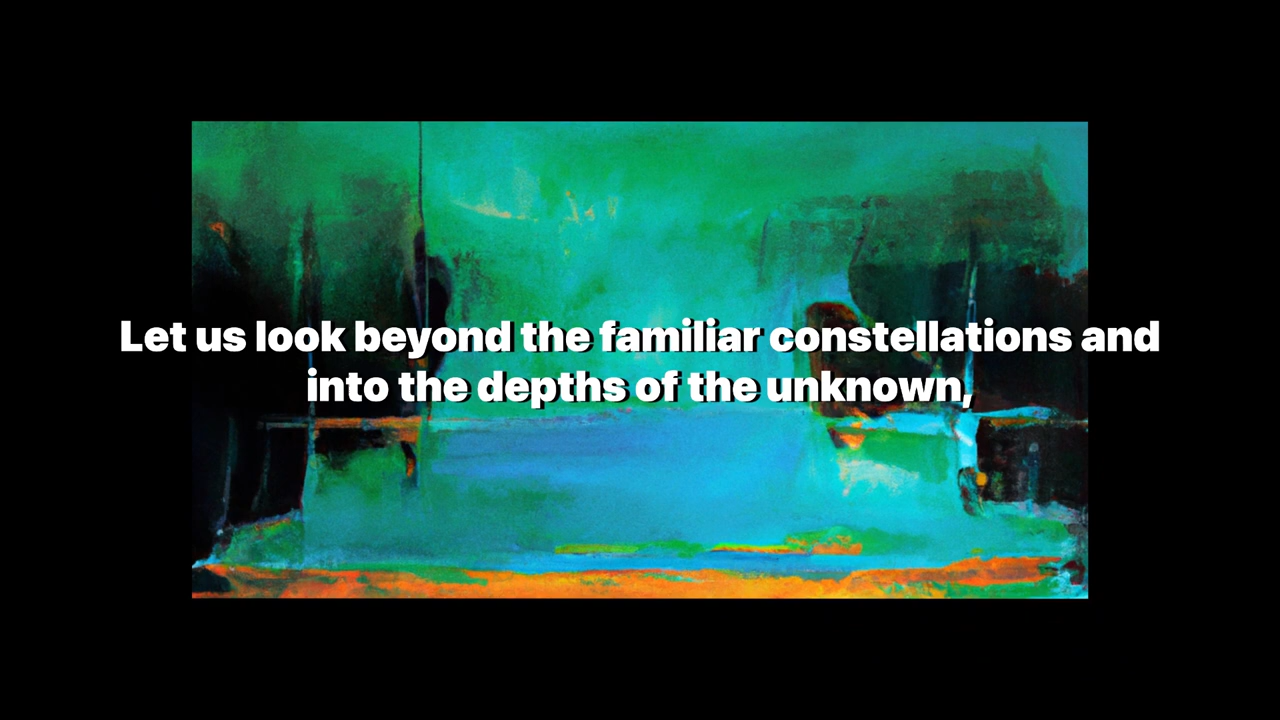 Let us look beyond the familiar constellations and
into the depths of the unknown,